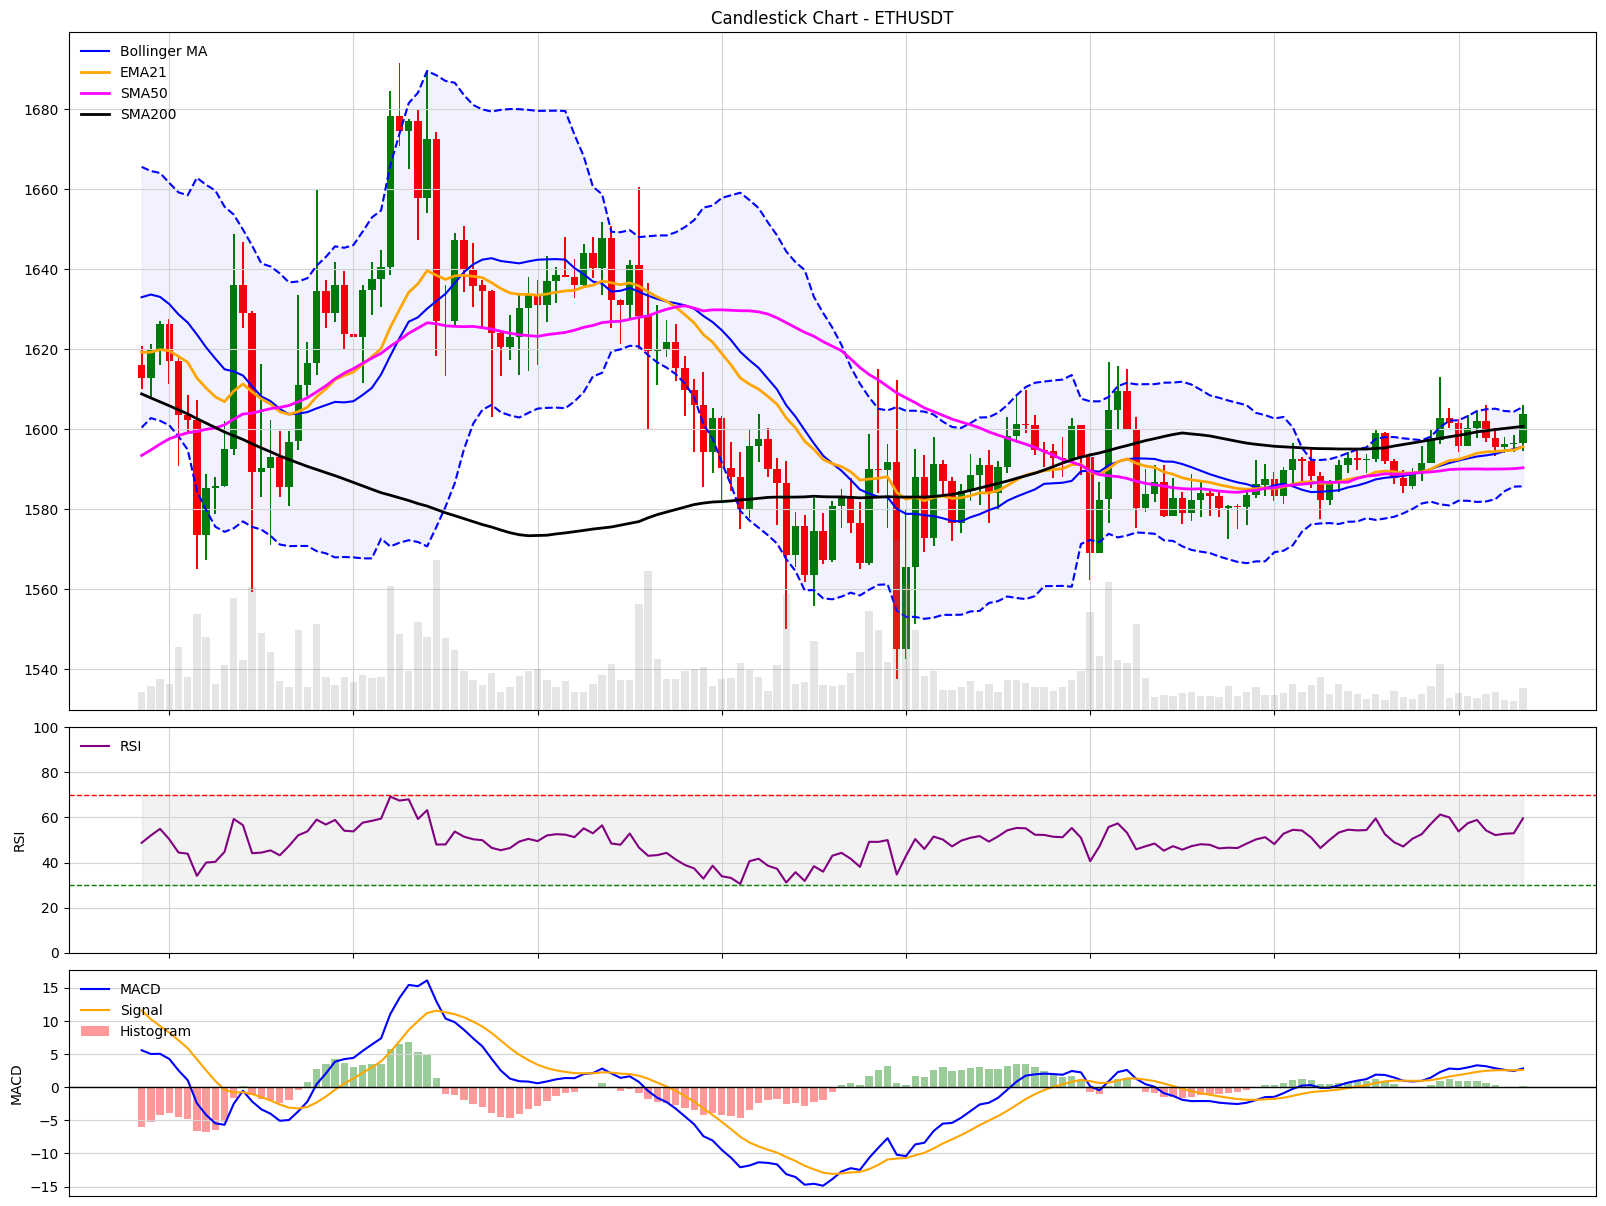 Candlestick Chart - ETHUSDT
Bollinger MA
EMA21
SMA50
SMA200
1680
1660
1640
1620
1600
1580
1560
1540
RSI
100
80
60
40
20
0
RSI
MACD
Signal
Histogram
15
10
5
0
−5
−10
−15
MACD